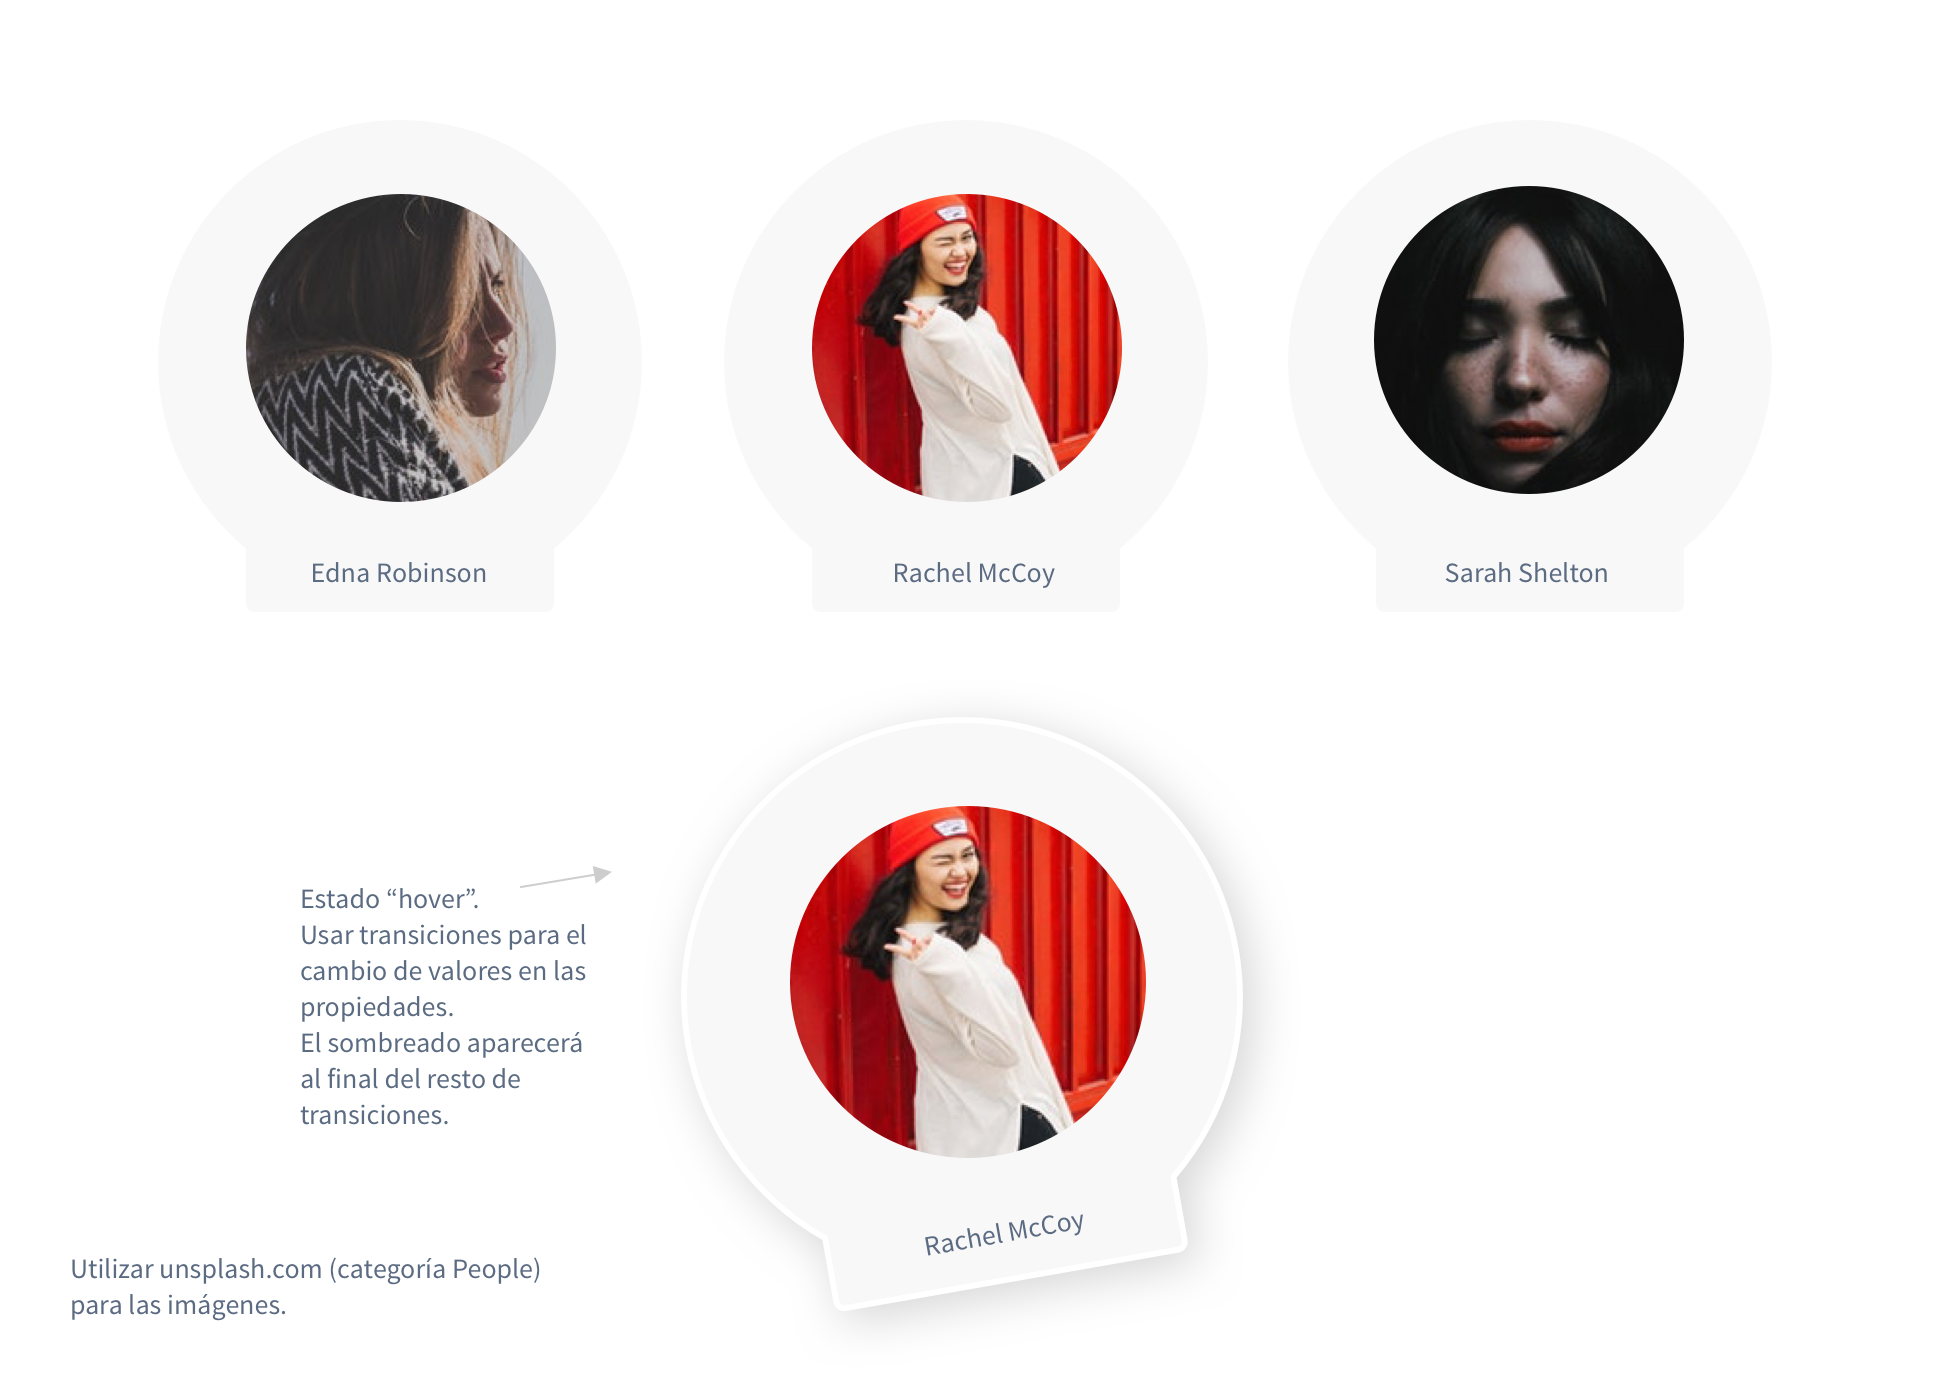 Edna Robinson
Rachel McCoy
Sarah Shelton
Estado “hover”.
Usar transiciones para el
cambio de valores en las
propiedades.
El sombreado aparecerá
al final del resto de
transiciones.
Rachel McCoy
Utilizar unsplash.com (categoría People)
para las imágenes.